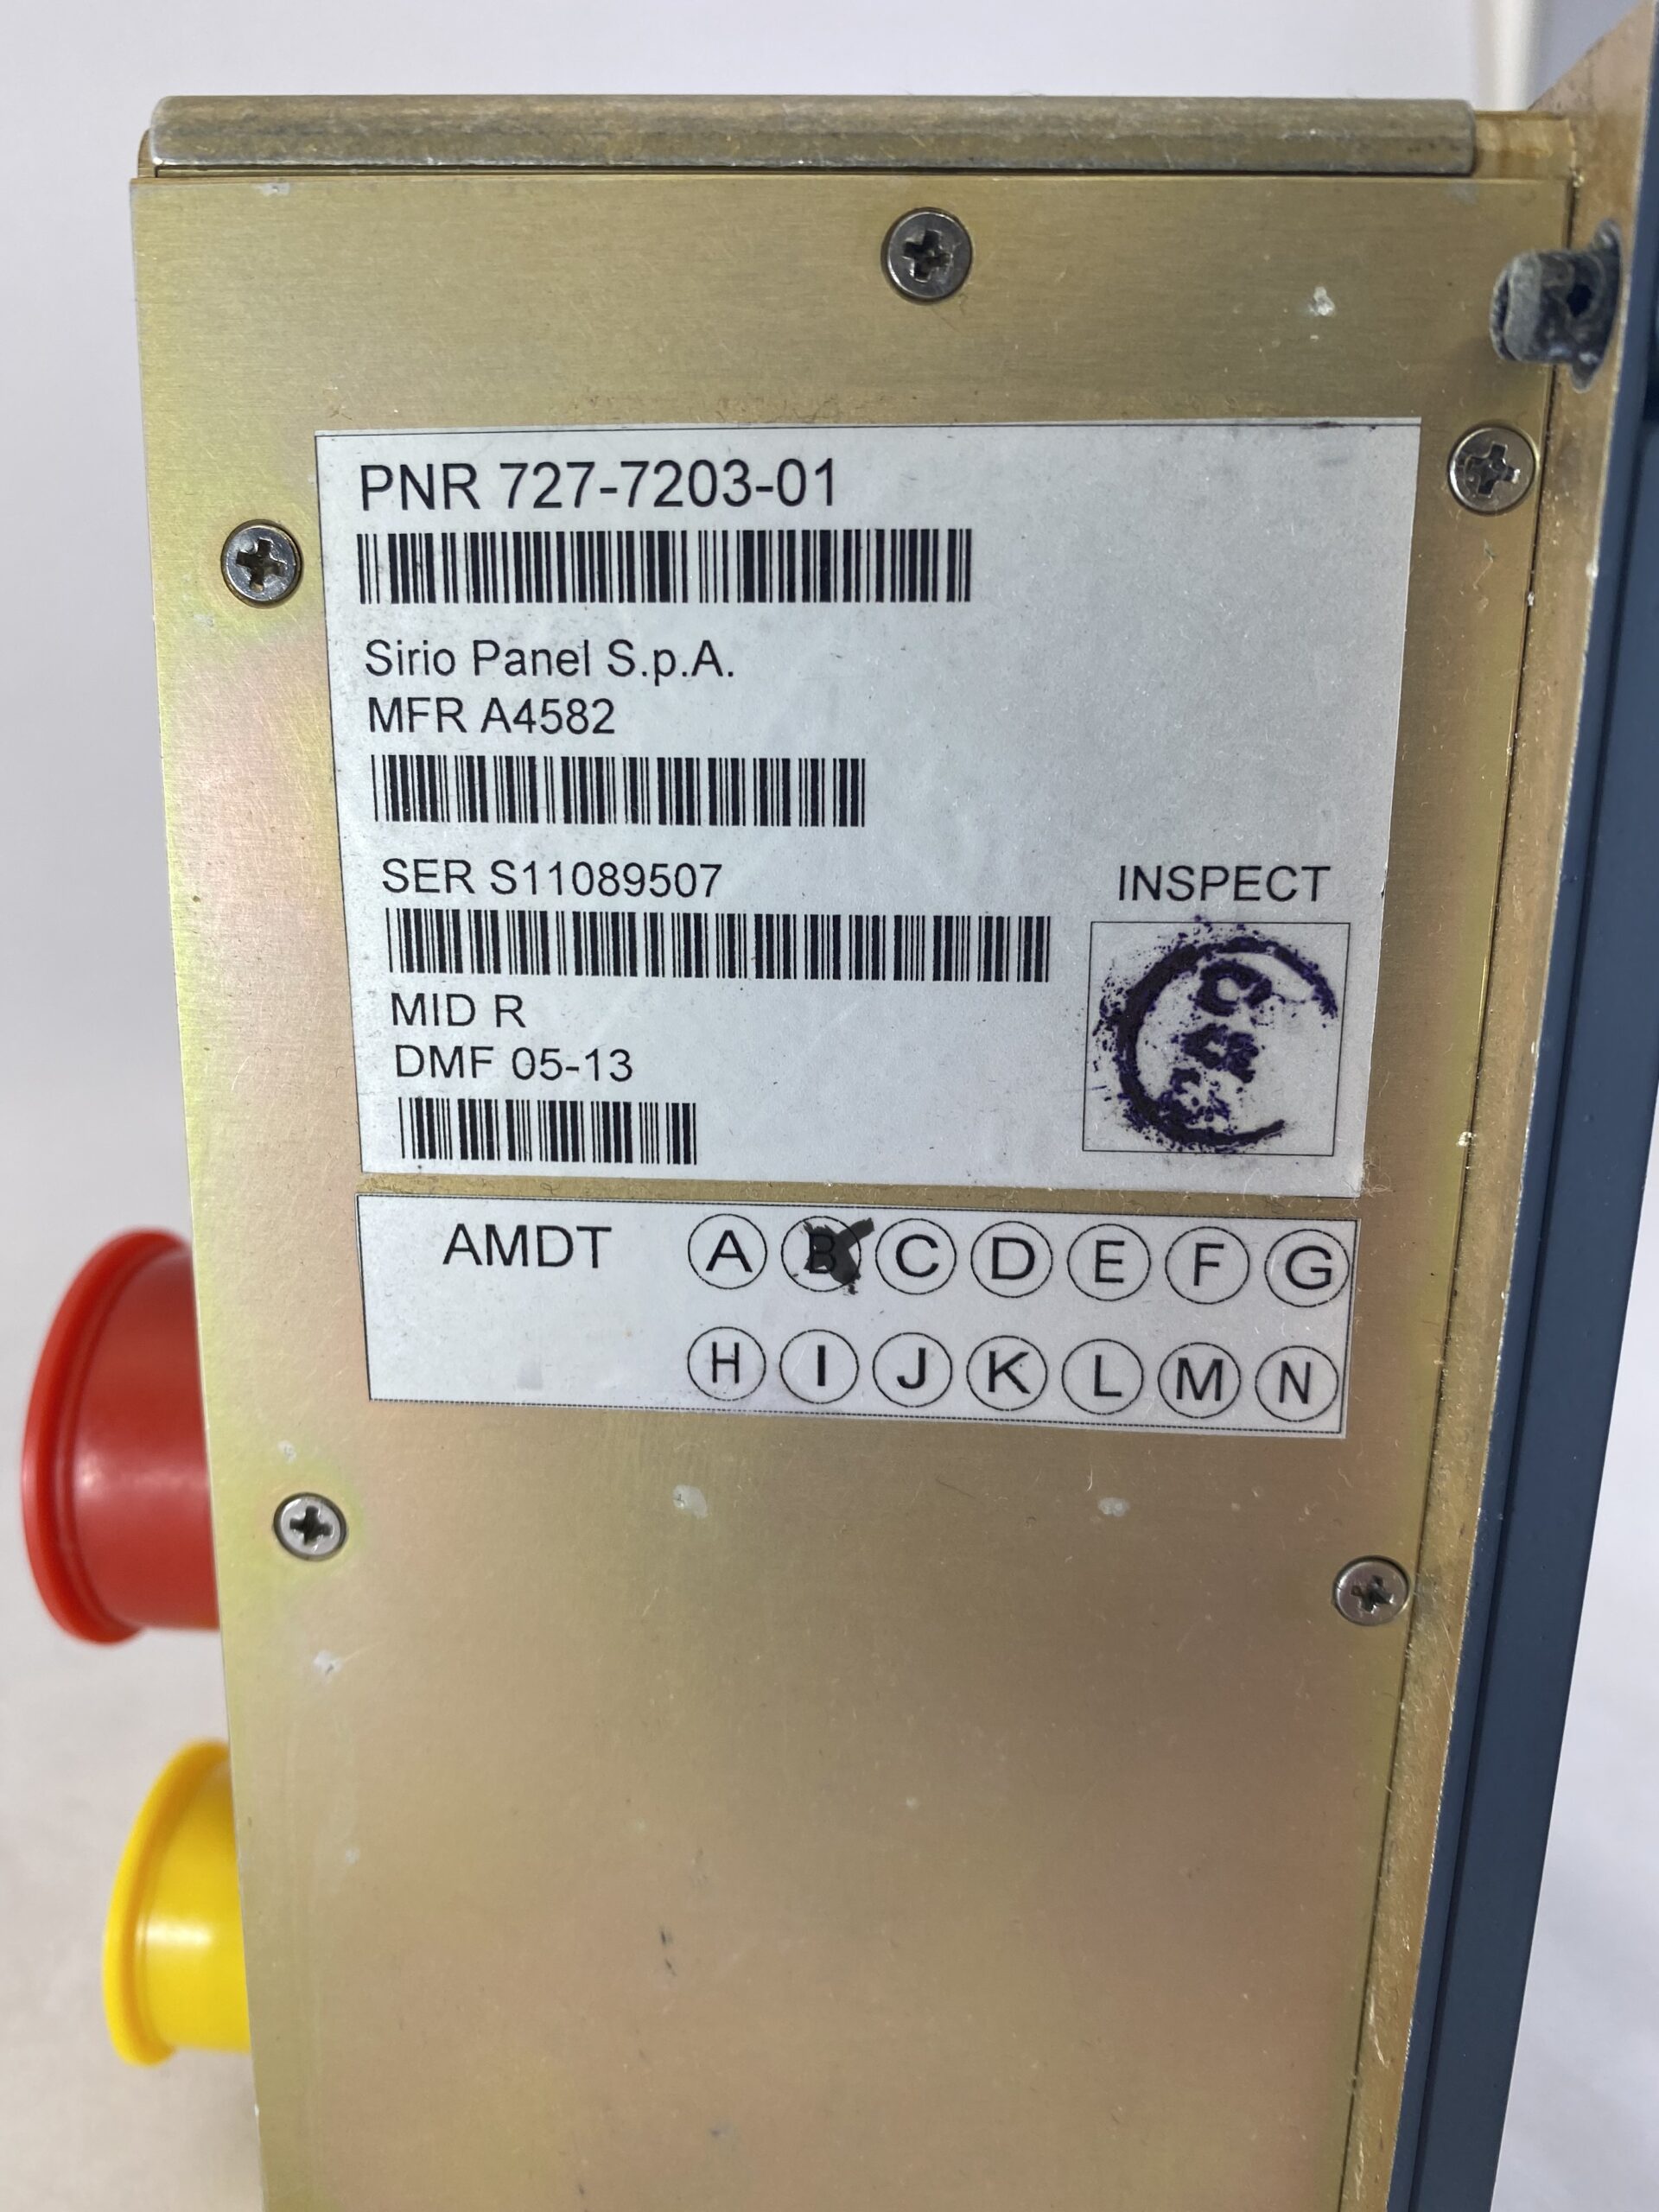 PNR 727-7203-01
Sirio Panel S.p.A.
MFR A4582
SER S11089507
INSPECT
MID R
DMF 05-13
AMDT A B C D E F G
H I J K L M N